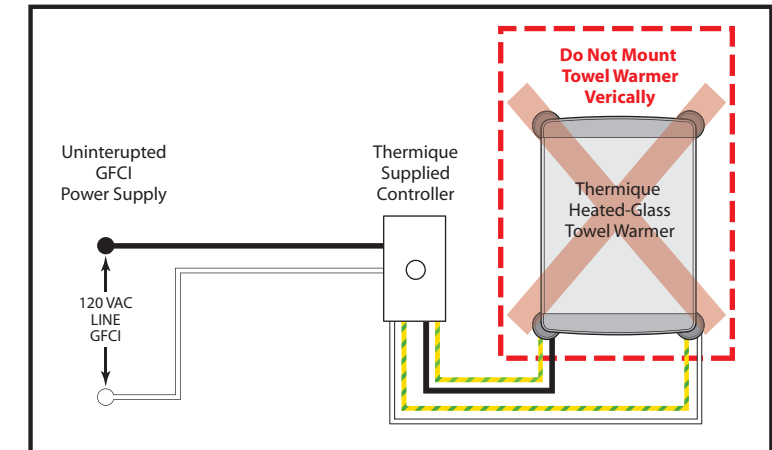 Do Not Mount
Towel Warmer
Verically
Uninterupted
GFCI
Power Supply
Thermique
Supplied
Controller
Thermique
Heated-Glass
Towel Warmer
120 VAC
LINE
GFCI